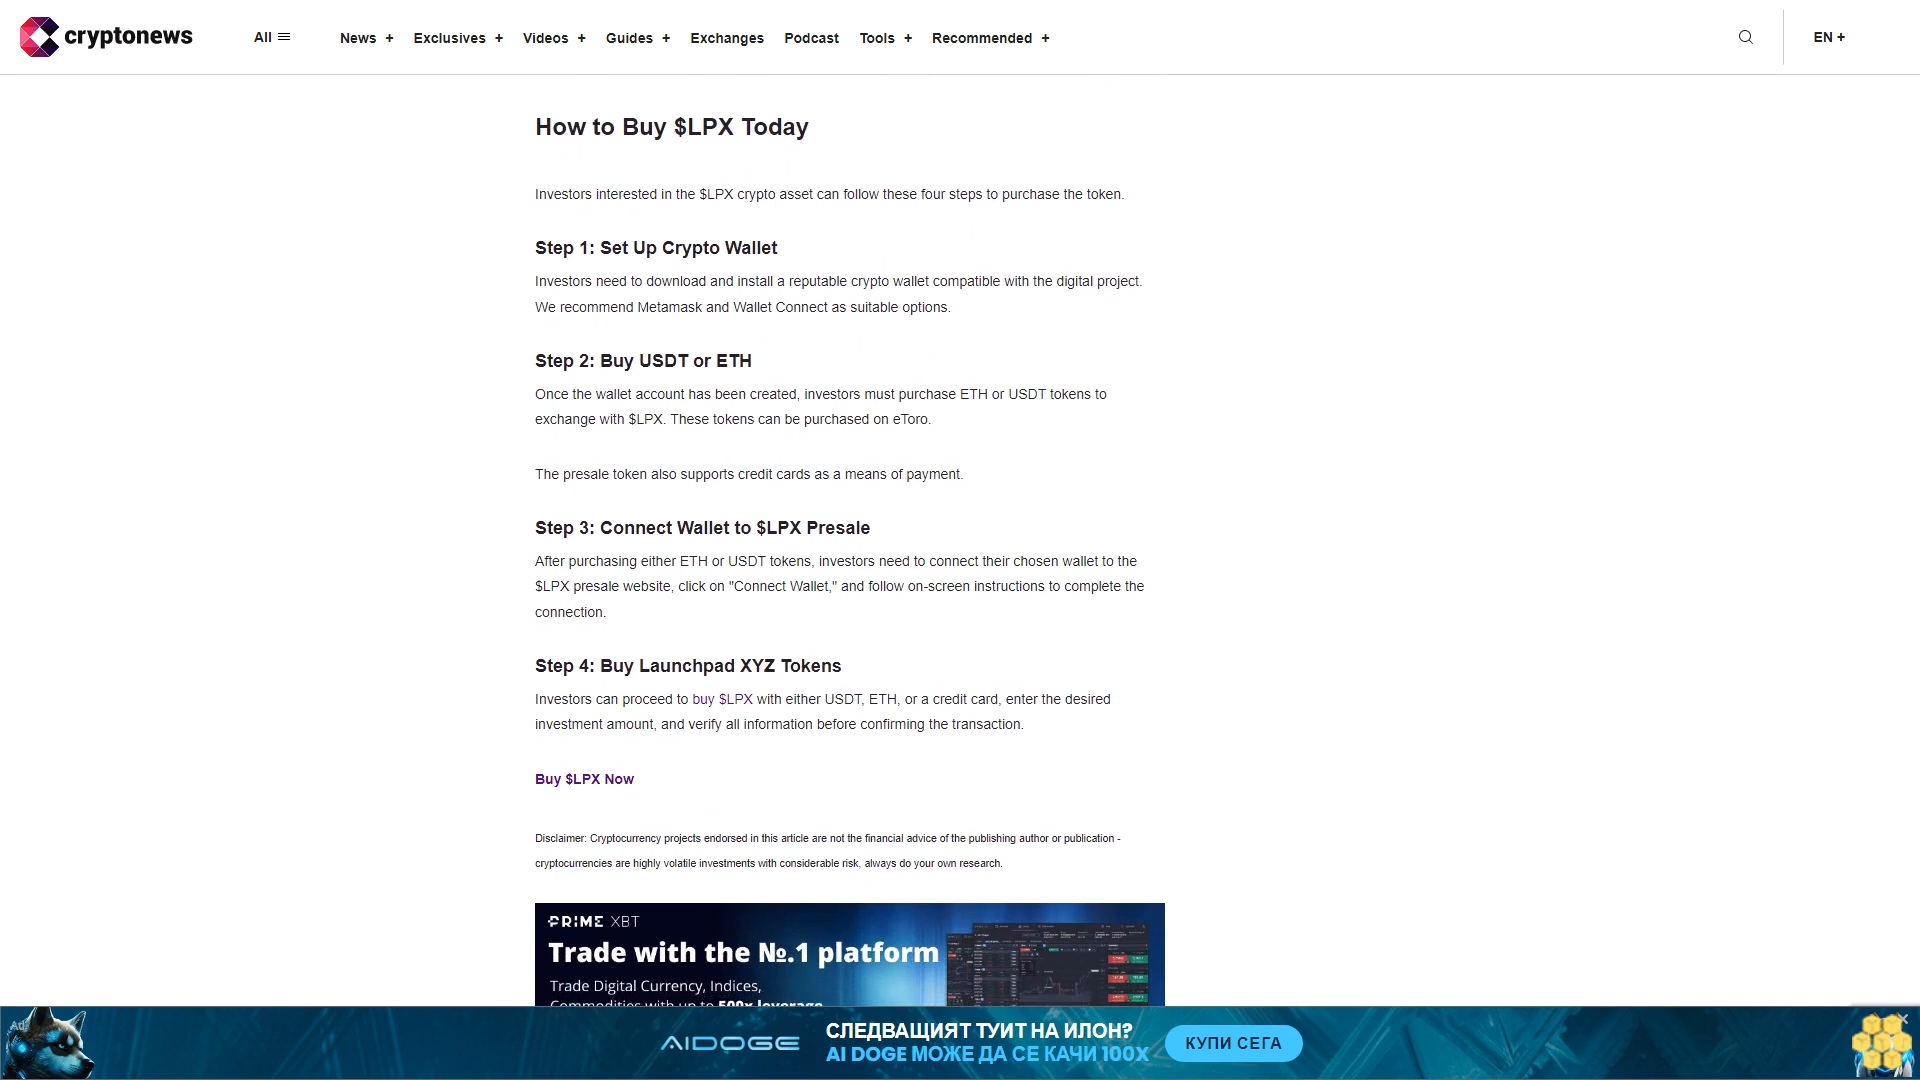 cryptonews
All
News +
Exclusives +
Videos +
Guides +
Exchanges
Podcast
Tools +
Recommended +
EN +
How to Buy $LPX Today
Investors interested in the $LPX crypto asset can follow these four steps to purchase the token.
Step 1: Set Up Crypto Wallet
Investors need to download and install a reputable crypto wallet compatible with the digital project.
We recommend Metamask and Wallet Connect as suitable options.
Step 2: Buy USDT or ETH
Once the wallet account has been created, investors must purchase ETH or USDT tokens to
exchange with $LPX. These tokens can be purchased on eToro.
The presale token also supports credit cards as a means of payment.
Step 3: Connect Wallet to $LPX Presale
After purchasing either ETH or USDT tokens, investors need to connect their chosen wallet to the
$LPX presale website, click on "Connect Wallet," and follow on-screen instructions to complete the
connection.
Step 4: Buy Launchpad XYZ Tokens
Investors can proceed to buy $LPX with either USDT, ETH, or a credit card, enter the desired
investment amount, and verify all information before confirming the transaction.
Buy $LPX Now
Disclaimer: Cryptocurrency projects endorsed in this article are not the financial advice of the publishing author or publication -
cryptocurrencies are highly volatile investments with considerable risk, always do your own research.
PRIME XBT
Trade with the №.1 platform
Trade Digital Currency, Indices,
Commodities with up to 500x leverage
Ad
AIDOGE
СЛЕДВАЩИЯТ ТУИТ НА ИЛОН?
AI DOGE МОЖЕ ДА СЕ КАЧИ 100X
КУПИ СЕГА